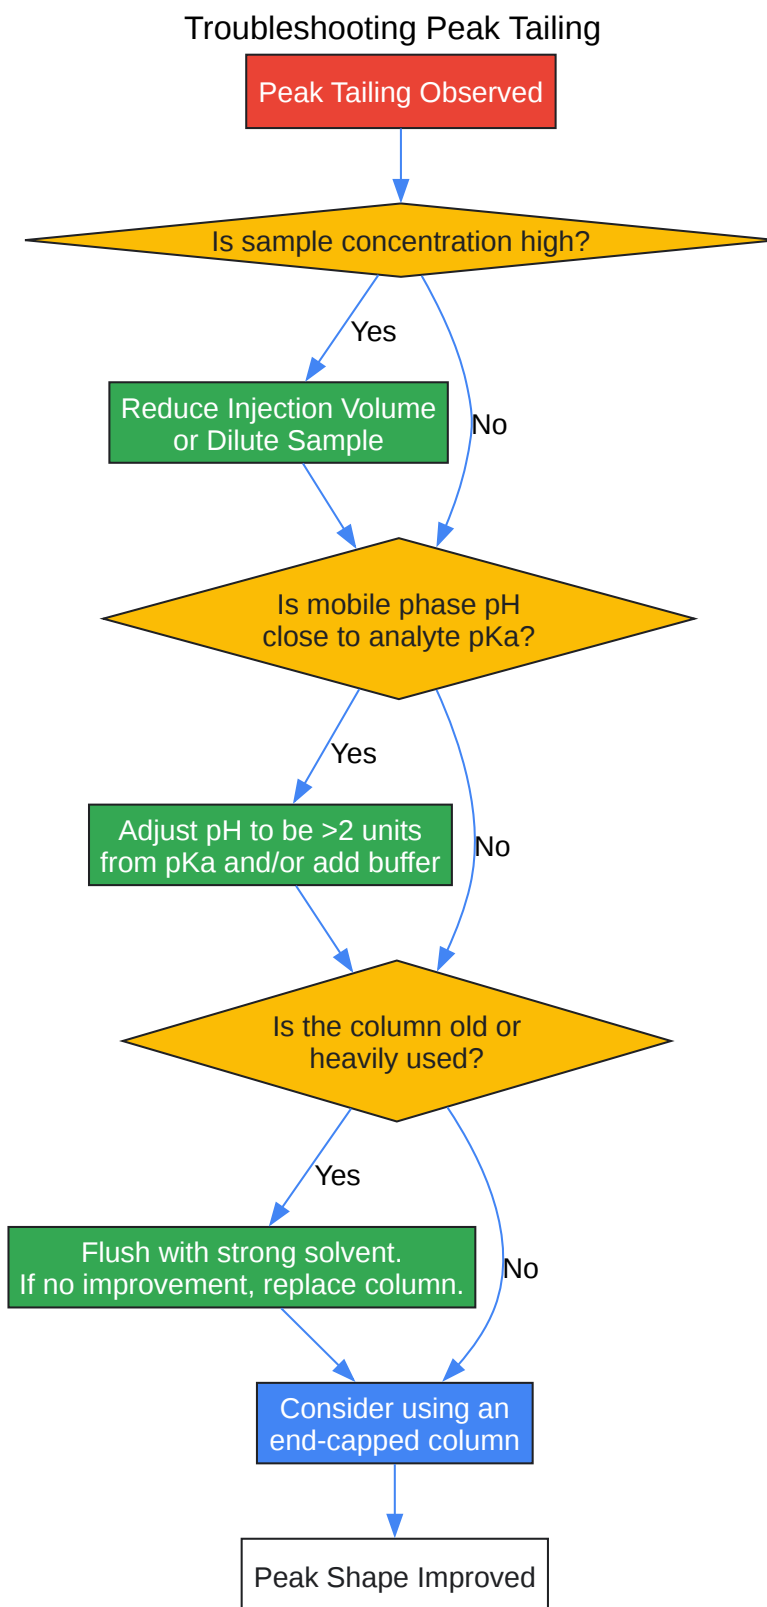 Troubleshooting Peak Tailing
Peak Tailing Observed
Is sample concentration high?
Yes
Reduce Injection Volume
or Dilute Sample
No
Is mobile phase pH
close to analyte pKa?
Yes
Adjust pH to be >2 units
from pKa and/or add buffer
No
Is the column old or
heavily used?
Yes
Flush with strong solvent.
If no improvement, replace column.
No
Consider using an
end-capped column
Peak Shape Improved